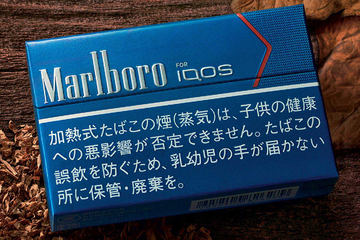 Marlboro FOR IQOS
加熱式たばこの煙(蒸気)は、子供の健康
への悪影響が否定できません。たばこの
誤飲を防ぐため、乳幼児の手が届かない
所に保管・廃棄を。